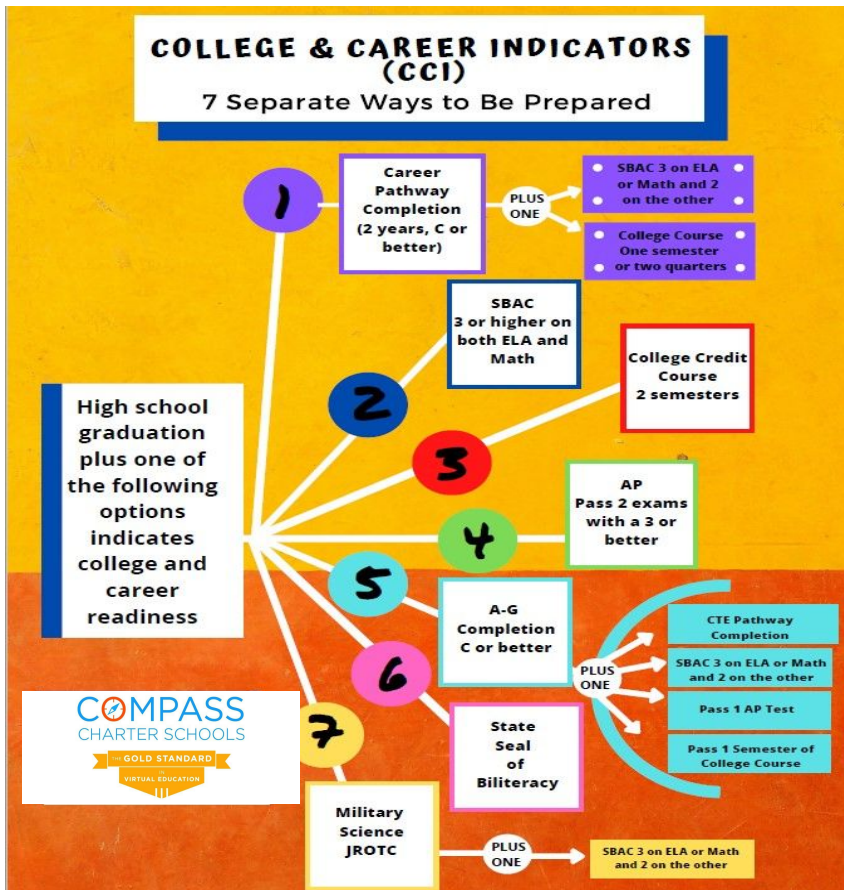 COLLEGE & CAREER INDICATORS
(CCI)
7 Separate Ways to Be Prepared
High school
graduation
plus one of
the following
options
indicates
college and
career
readiness
1
Career
Pathway
Completion
(2 years, C or
better)
PLUS
ONE
SBAC 3 on ELA
or Math and 2
on the other
College Course
One semester
or two quarters
2
SBAC
3 or higher on
both ELA and
Math
3
College Credit
Course
2 semesters
4
AP
Pass 2 exams
with a 3 or
better
5
A-G
Completion
C or better
PLUS
ONE
CTE Pathway
Completion
SBAC 3 on ELA or Math
and 2 on the other
Pass 1 AP Test
Pass 1 Semester of
College Course
6
State
Seal
of
Biliteracy
7
Military
Science
JROTC
PLUS
ONE
SBAC 3 on ELA or Math
and 2 on the other
COMPASS
CHARTER SCHOOLS
THE GOLD STANDARD
IN
VIRTUAL EDUCATION